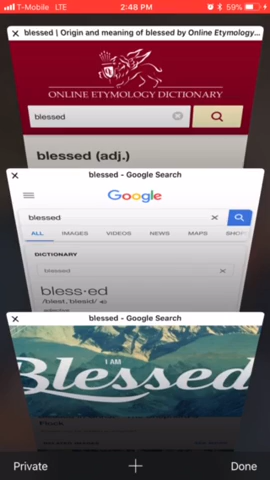 T-Mobile LTE 2:48 PM 59%
× blessed | Origin and meaning of blessed by Online Etymology...
ONLINE ETYMOLOGY DICTIONARY
blessed
blessed (adj.)
× blessed - Google Search
Google
blessed ×
ALL IMAGES VIDEOS NEWS MAPS SHOP
DICTIONARY
blessed ×
bless·ed
/blest, ˈblesid/
× blessed - Google Search
I AM
Blessed
Private + Done